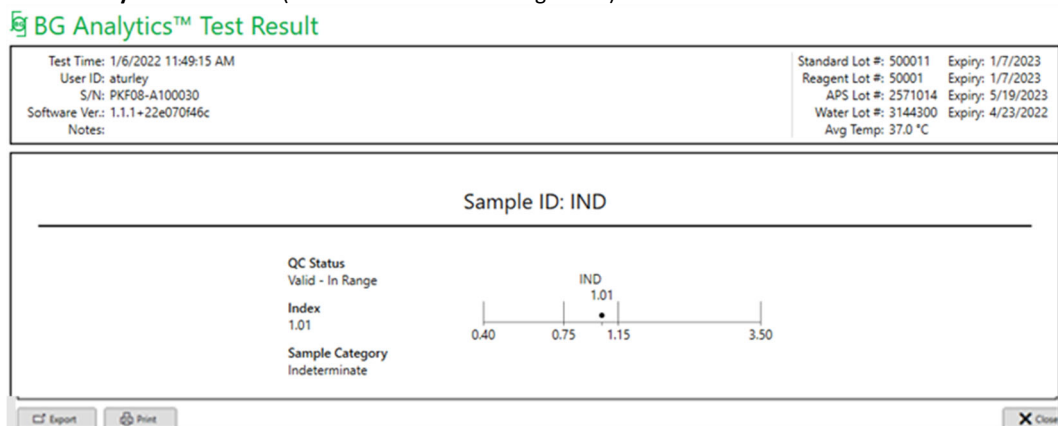 BG Analytics™ Test Result
Test Time: 1/6/2022 11:49:15 AM
User ID: aturley
S/N: PKF08-A100030
Software Ver.: 1.1.1+22e070f46c
Notes:
Standard Lot #: 500011 Expiry: 1/7/2023
Reagent Lot #: 50001 Expiry: 1/7/2023
APS Lot #: 2571014 Expiry: 5/19/2023
Water Lot #: 3144300 Expiry: 4/23/2022
Avg Temp: 37.0 °C
Sample ID: IND
QC Status
Valid - In Range
Index
1.01
Sample Category
Indeterminate
IND
1.01
0.40 0.75 1.15 3.50
Export Print Close